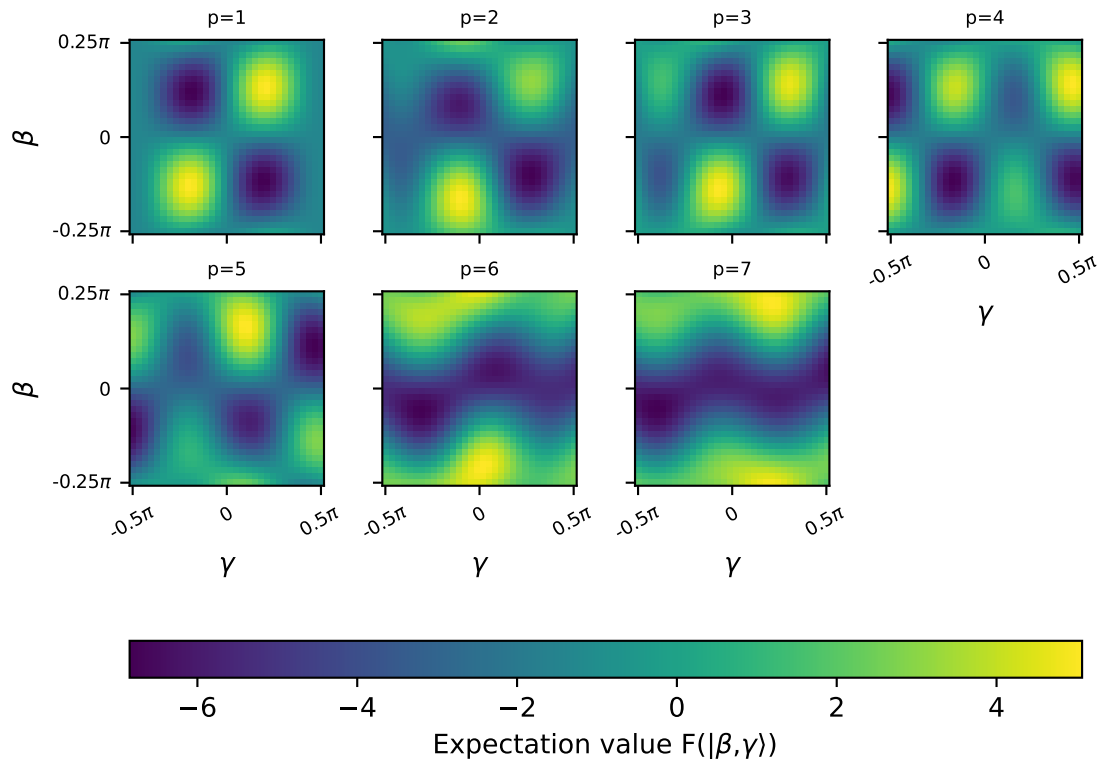 p=1 p=2 p=3 p=4
0.25π
β
0
-0.25π
-0.5π 0 0.5π
γ
p=5 p=6 p=7
0.25π
β
0
-0.25π
-0.5π 0 0.5π -0.5π 0 0.5π -0.5π 0 0.5π
γ γ γ
−6 −4 −2 0 2 4
Expectation value F(|β,γ⟩)